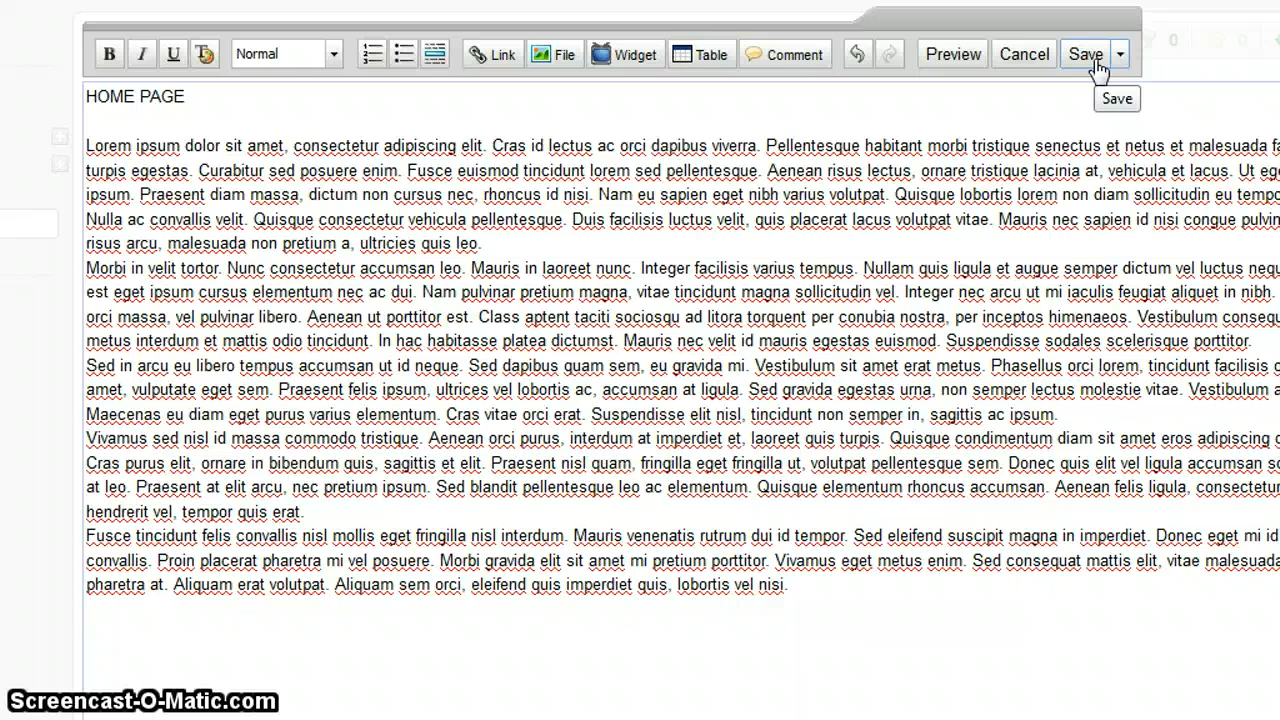 B I U T Normal Link File Widget Table Comment Preview Cancel Save
0 0
Save
HOME PAGE
Lorem ipsum dolor sit amet, consectetur adipiscing elit. Cras id lectus ac orci dapibus viverra. Pellentesque habitant morbi tristique senectus et netus et malesuada
turpis egestas. Curabitur sed posuere enim. Fusce euismod tincidunt lorem sed pellentesque. Aenean risus lectus, ornare tristique lacinia at, vehicula et lacus. Ut
ipsum. Praesent diam massa, dictum non cursus nec, rhoncus id nisi. Nam eu sapien eget nibh varius volutpat. Quisque lobortis lorem non diam sollicitudin eu
Nulla ac convallis velit. Quisque consectetur vehicula pellentesque. Duis facilisis luctus velit, quis placerat lacus volutpat vitae. Mauris nec sapien id nisi congue
risus arcu, malesuada non pretium a, ultricies quis leo.
Morbi in velit tortor. Nunc consectetur accumsan leo. Mauris in laoreet nunc. Integer facilisis varius tempus. Nullam quis ligula et augue semper dictum vel luctus
est eget ipsum cursus elementum nec ac dui. Nam pulvinar pretium magna, vitae tincidunt magna sollicitudin vel. Integer nec arcu ut mi iaculis feugiat aliquet in nibh.
orci massa, vel pulvinar libero. Aenean ut porttitor est. Class aptent taciti sociosqu ad litora torquent per conubia nostra, per inceptos himenaeos. Vestibulum
metus interdum et mattis odio tincidunt. In hac habitasse platea dictumst. Mauris nec velit id mauris egestas euismod. Suspendisse sodales scelerisque porttitor.
Sed in arcu eu libero tempus accumsan ut id neque. Sed dapibus quam sem, eu gravida mi. Vestibulum sit amet erat metus. Phasellus orci lorem, tincidunt facilisis
amet, vulputate eget sem. Praesent felis ipsum, ultrices vel lobortis ac, accumsan at ligula. Sed gravida egestas urna, non semper lectus molestie vitae. Vestibulum
Maecenas eu diam eget purus varius elementum. Cras vitae orci erat. Suspendisse elit nisl, tincidunt non semper in, sagittis ac ipsum.
Vivamus sed nisl id massa commodo tristique. Aenean orci purus, interdum at imperdiet et, laoreet quis turpis. Quisque condimentum diam sit amet eros adipiscing
Cras purus elit, ornare in bibendum quis, sagittis et elit. Praesent nisl quam, fringilla eget fringilla ut, volutpat pellentesque sem. Donec quis elit vel ligula accumsan
at leo. Praesent at elit arcu, nec pretium ipsum. Sed blandit pellentesque leo ac elementum. Quisque elementum rhoncus accumsan. Aenean felis ligula, consectetur
hendrerit vel, tempor quis erat.
Fusce tincidunt felis convallis nisl mollis eget fringilla nisl interdum. Mauris venenatis rutrum dui id tempor. Sed eleifend suscipit magna in imperdiet. Donec eget mi id
convallis. Proin placerat pharetra mi vel posuere. Morbi gravida elit sit amet mi pretium porttitor. Vivamus eget metus enim. Sed consequat mattis elit, vitae malesuada
pharetra at. Aliquam erat volutpat. Aliquam sem orci, eleifend quis imperdiet quis, lobortis vel nisi.
Screencast-O-Matic.com